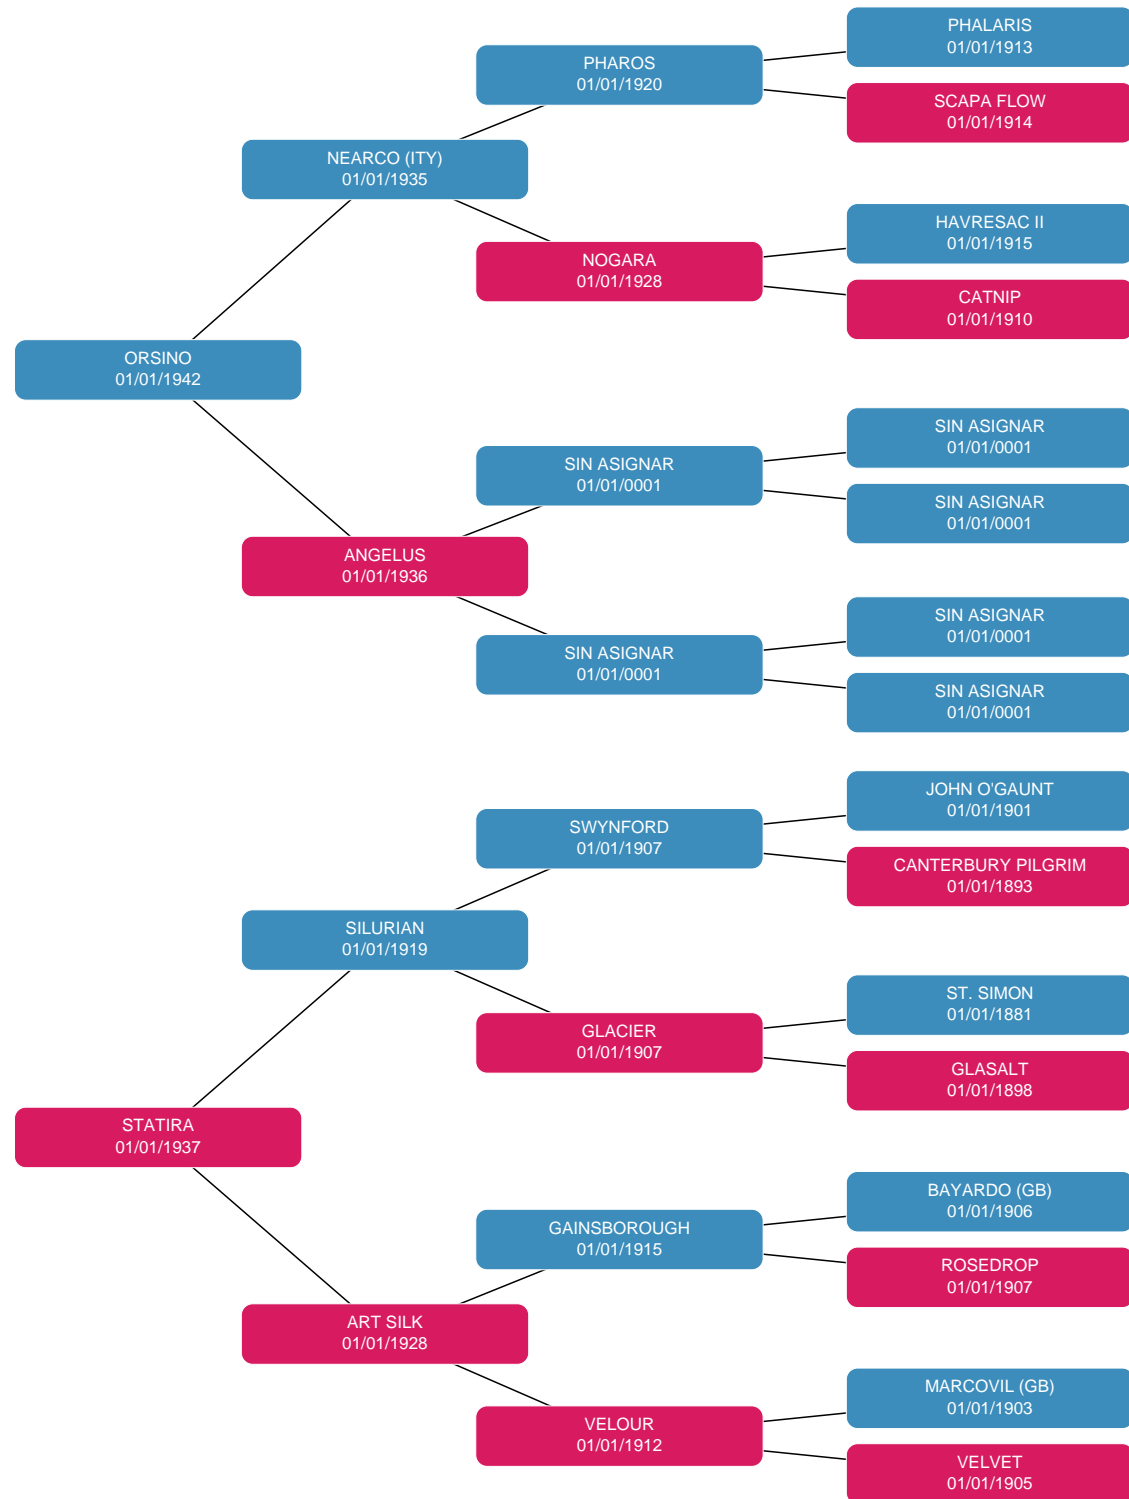 PHALARIS
01/01/1913
PHAROS
01/01/1920
SCAPA FLOW
01/01/1914
NEARCO (ITY)
01/01/1935
HAVRESAC II
01/01/1915
NOGARA
01/01/1928
CATNIP
01/01/1910
ORSINO
01/01/1942
SIN ASIGNAR
01/01/0001
SIN ASIGNAR
01/01/0001
SIN ASIGNAR
01/01/0001
ANGELUS
01/01/1936
SIN ASIGNAR
01/01/0001
SIN ASIGNAR
01/01/0001
SIN ASIGNAR
01/01/0001
JOHN O'GAUNT
01/01/1901
SWYNFORD
01/01/1907
CANTERBURY PILGRIM
01/01/1893
SILURIAN
01/01/1919
ST. SIMON
01/01/1881
GLACIER
01/01/1907
GLASALT
01/01/1898
STATIRA
01/01/1937
BAYARDO (GB)
01/01/1906
GAINSBOROUGH
01/01/1915
ROSEDROP
01/01/1907
ART SILK
01/01/1928
MARCOVIL (GB)
01/01/1903
VELOUR
01/01/1912
VELVET
01/01/1905